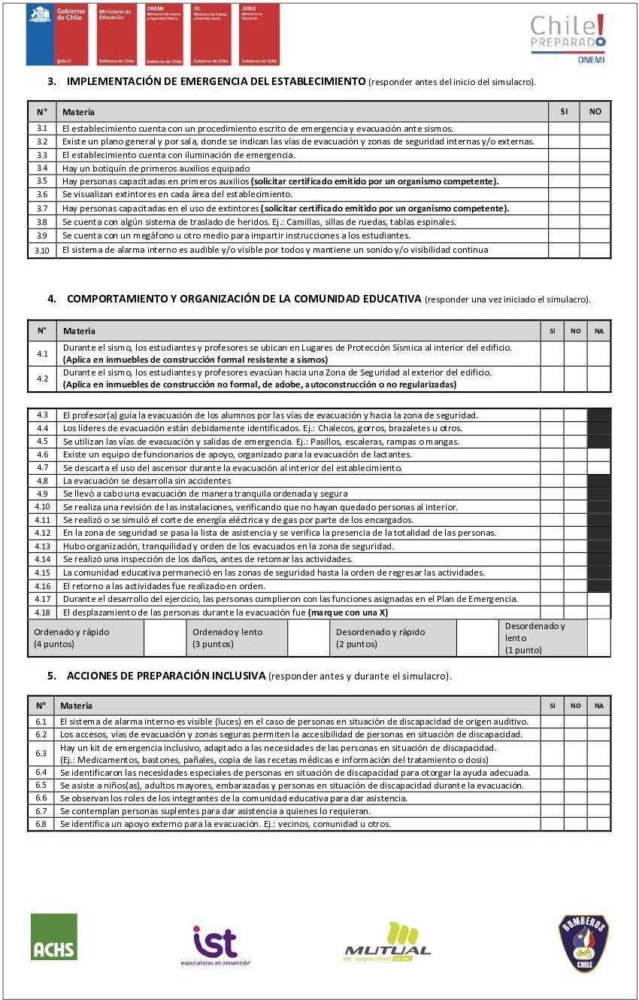 Gobierno
de Chile
gob.cl
Ministerio de
Educación
Gobierno de Chile
ONEMI
Ministerio del Interior
y Seguridad Pública
Gobierno de Chile
ISL
Ministerio del Trabajo
y Previsión Social
Gobierno de Chile
JUNJI
Ministerio de
Educación
Gobierno de Chile
Chile!
PREPARADO
ONEMI
3. IMPLEMENTACIÓN DE EMERGENCIA DEL ESTABLECIMIENTO (responder antes del inicio del simulacro).
N° Materia SI NO
3.1 El establecimiento cuenta con un procedimiento escrito de emergencia y evacuación ante sismos.
3.2 Existe un plano general y por sala, donde se indican las vías de evacuación y zonas de seguridad internas y/o externas.
3.3 El establecimiento cuenta con iluminación de emergencia.
3.4 Hay un botiquín de primeros auxilios equipado
3.5 Hay personas capacitadas en primeros auxilios (solicitar certificado emitido por un organismo competente).
3.6 Se visualizan extintores en cada área del establecimiento.
3.7 Hay personas capacitadas en el uso de extintores (solicitar certificado emitido por un organismo competente).
3.8 Se cuenta con algún sistema de traslado de heridos. Ej.: Camillas, sillas de ruedas, tablas espinales.
3.9 Se cuenta con un megáfono u otro medio para impartir instrucciones a los estudiantes.
3.10 El sistema de alarma interno es audible y/o visible por todos y mantiene un sonido y/o visibilidad continua
4. COMPORTAMIENTO Y ORGANIZACIÓN DE LA COMUNIDAD EDUCATIVA (responder una vez iniciado el simulacro).
N° Materia SI NO NA
4.1 Durante el sismo, los estudiantes y profesores se ubican en Lugares de Protección Sísmica al interior del edificio.
(Aplica en inmuebles de construcción formal resistente a sismos)
4.2 Durante el sismo, los estudiantes y profesores evacúan hacia una Zona de Seguridad al exterior del edificio.
(Aplica en inmuebles de construcción no formal, de adobe, autoconstrucción o no regularizadas)
4.3 El profesor(a) guía la evacuación de los alumnos por las vías de evacuación y hacia la zona de seguridad.
4.4 Los líderes de evacuación están debidamente identificados. Ej.: Chalecos, gorros, brazaletes u otros.
4.5 Se utilizan las vías de evacuación y salidas de emergencia. Ej.: Pasillos, escaleras, rampas o mangas.
4.6 Existe un equipo de funcionarios de apoyo, organizado para la evacuación de lactantes.
4.7 Se descarta el uso del ascensor durante la evacuación al interior del establecimiento.
4.8 La evacuación se desarrolla sin accidentes
4.9 Se llevó a cabo una evacuación de manera tranquila ordenada y segura
4.10 Se realiza una revisión de las instalaciones, verificando que no hayan quedado personas al interior.
4.11 Se realizó o se simuló el corte de energía eléctrica y de gas por parte de los encargados.
4.12 En la zona de seguridad se pasa la lista de asistencia y se verifica la presencia de la totalidad de las personas.
4.13 Hubo organización, tranquilidad y orden de los evacuados en la zona de seguridad.
4.14 Se realizó una inspección de los daños, antes de retomar las actividades.
4.15 La comunidad educativa permaneció en las zonas de seguridad hasta la orden de regresar las actividades.
4.16 El retorno a las actividades fue realizado en orden.
4.17 Durante el desarrollo del ejercicio, las personas cumplieron con las funciones asignadas en el Plan de Emergencia.
4.18 El desplazamiento de las personas durante la evacuación fue (marque con una X)
Ordenado y rápido
(4 puntos)
Ordenado y lento
(3 puntos)
Desordenado y rápido
(2 puntos)
Desordenado y
lento
(1 punto)
5. ACCIONES DE PREPARACIÓN INCLUSIVA (responder antes y durante el simulacro).
N° Materia SI NO NA
6.1 El sistema de alarma interno es visible (luces) en el caso de personas en situación de discapacidad de origen auditivo.
6.2 Los accesos, vías de evacuación y zonas seguras permiten la accesibilidad de personas en situación de discapacidad.
6.3 Hay un kit de emergencia inclusivo, adaptado a las necesidades de las personas en situación de discapacidad.
(Ej.: Medicamentos, bastones, pañales, copia de las recetas médicas e información del tratamiento o dosis)
6.4 Se identificaron las necesidades especiales de personas en situación de discapacidad para otorgar la ayuda adecuada.
6.5 Se asiste a niños(as), adultos mayores, embarazadas y personas en situación de discapacidad durante la evacuación.
6.6 Se observan los roles de los integrantes de la comunidad educativa para dar asistencia.
6.7 Se contemplan personas suplentes para dar asistencia a quienes lo requieran.
6.8 Se identifica un apoyo externo para la evacuación. Ej.: vecinos, comunidad u otros.
ACHS
ist
especialistas en prevención
MUTUAL
de seguridad CChC
BOMBEROS
CHILE